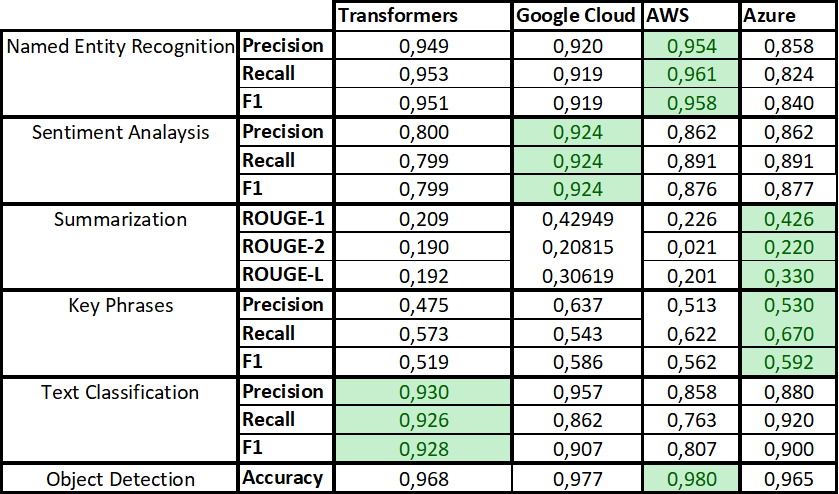 Transformers Google Cloud AWS Azure
Named Entity Recognition Precision 0,949 0,920 0,954 0,858
Recall 0,953 0,919 0,961 0,824
F1 0,951 0,919 0,958 0,840
Sentiment Analaysis Precision 0,800 0,924 0,862 0,862
Recall 0,799 0,924 0,891 0,891
F1 0,799 0,924 0,876 0,877
Summarization ROUGE-1 0,209 0,42949 0,226 0,426
ROUGE-2 0,190 0,20815 0,021 0,220
ROUGE-L 0,192 0,30619 0,201 0,330
Key Phrases Precision 0,475 0,637 0,513 0,530
Recall 0,573 0,543 0,622 0,670
F1 0,519 0,586 0,562 0,592
Text Classification Precision 0,930 0,957 0,858 0,880
Recall 0,926 0,862 0,763 0,920
F1 0,928 0,907 0,807 0,900
Object Detection Accuracy 0,968 0,977 0,980 0,965